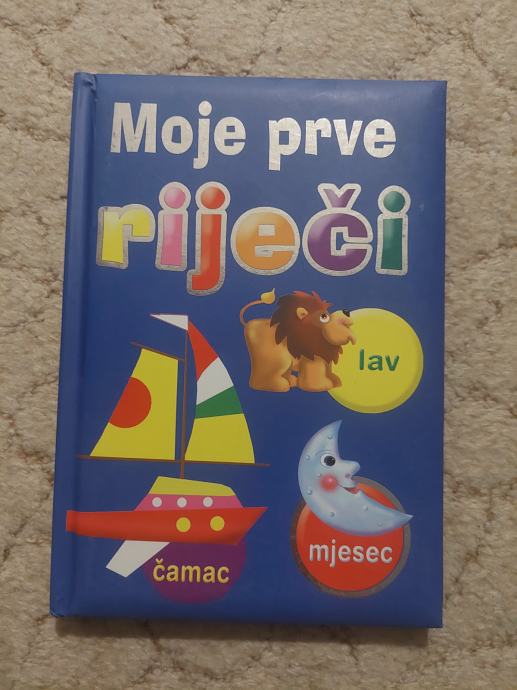 Moje prve
riječi
lav
mjesec
čamac